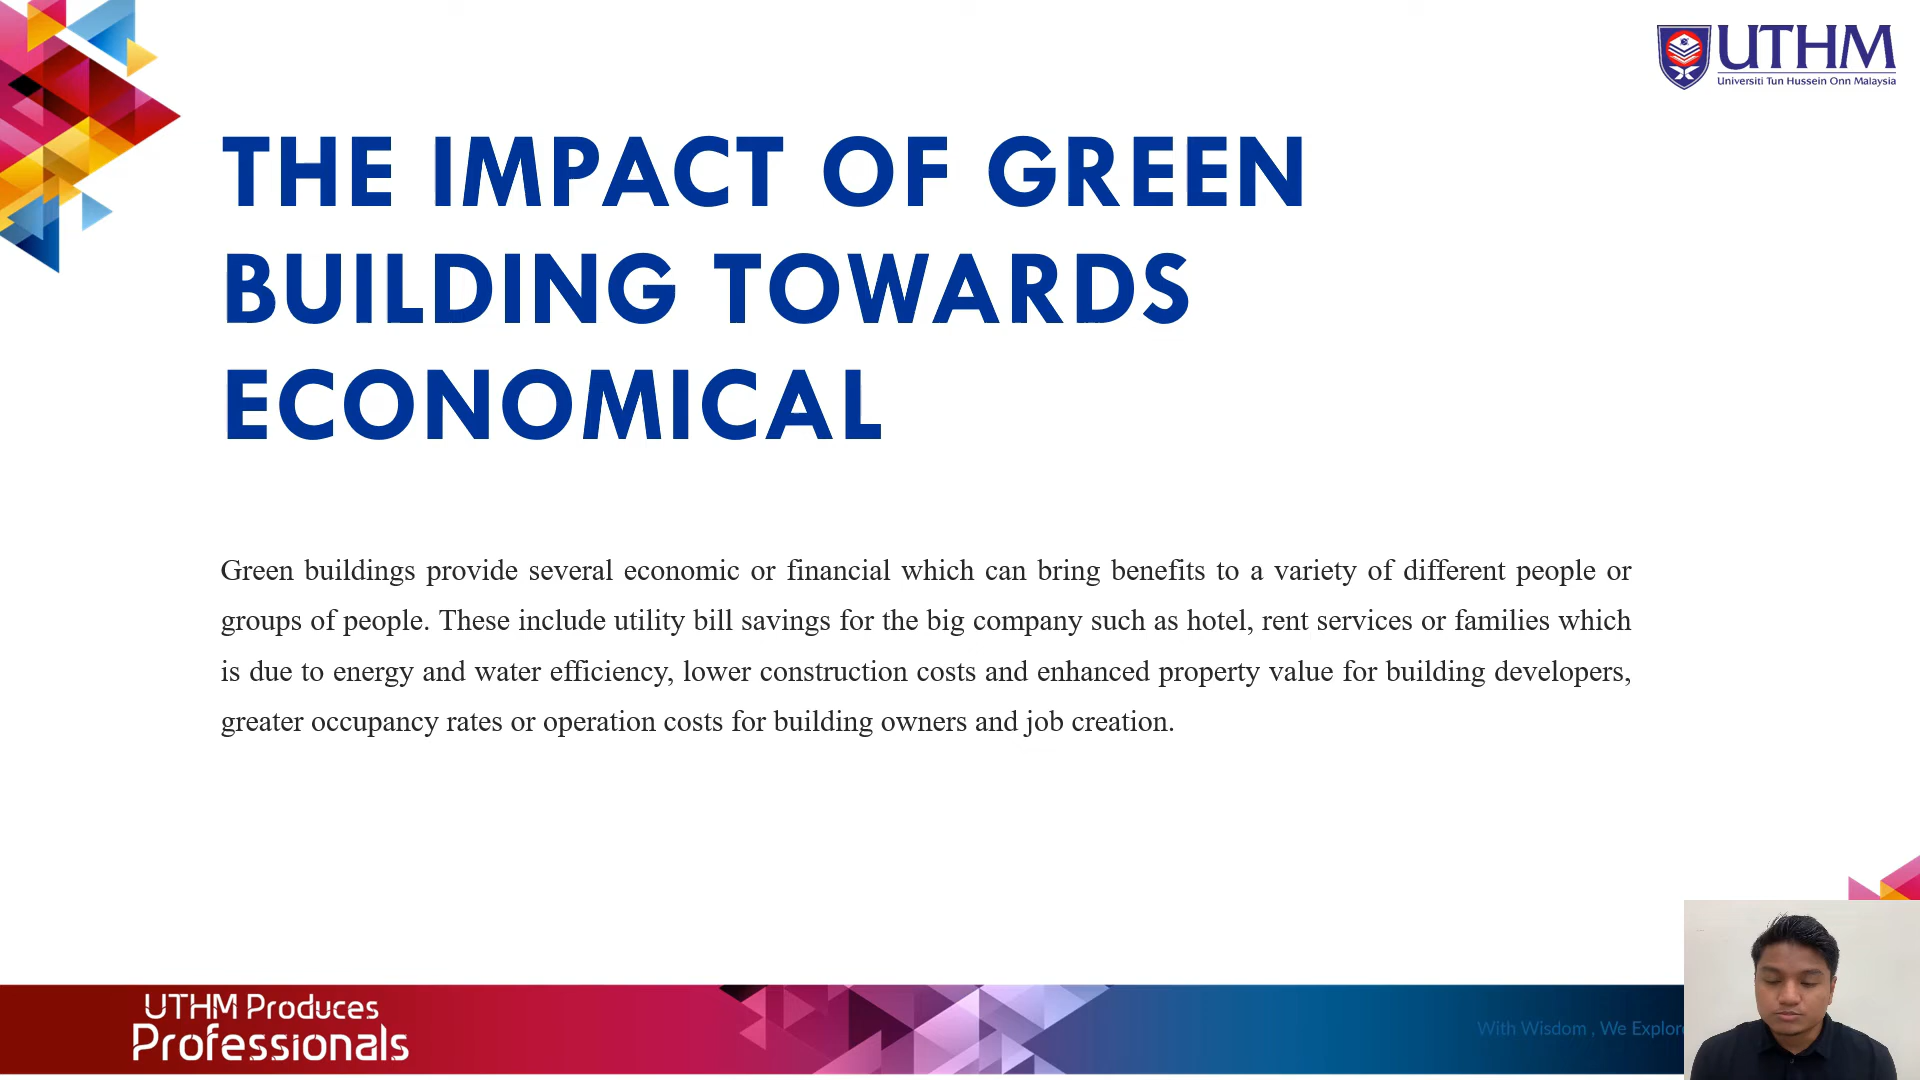 UTHM
Universiti Tun Hussein Onn Malaysia
THE IMPACT OF GREEN
BUILDING TOWARDS
ECONOMICAL
Green buildings provide several economic or financial which can bring benefits to a variety of different people or
groups of people. These include utility bill savings for the big company such as hotel, rent services or families which
is due to energy and water efficiency, lower construction costs and enhanced property value for building developers,
greater occupancy rates or operation costs for building owners and job creation.
UTHM Produces
Professionals
With Wisdom , We Explore